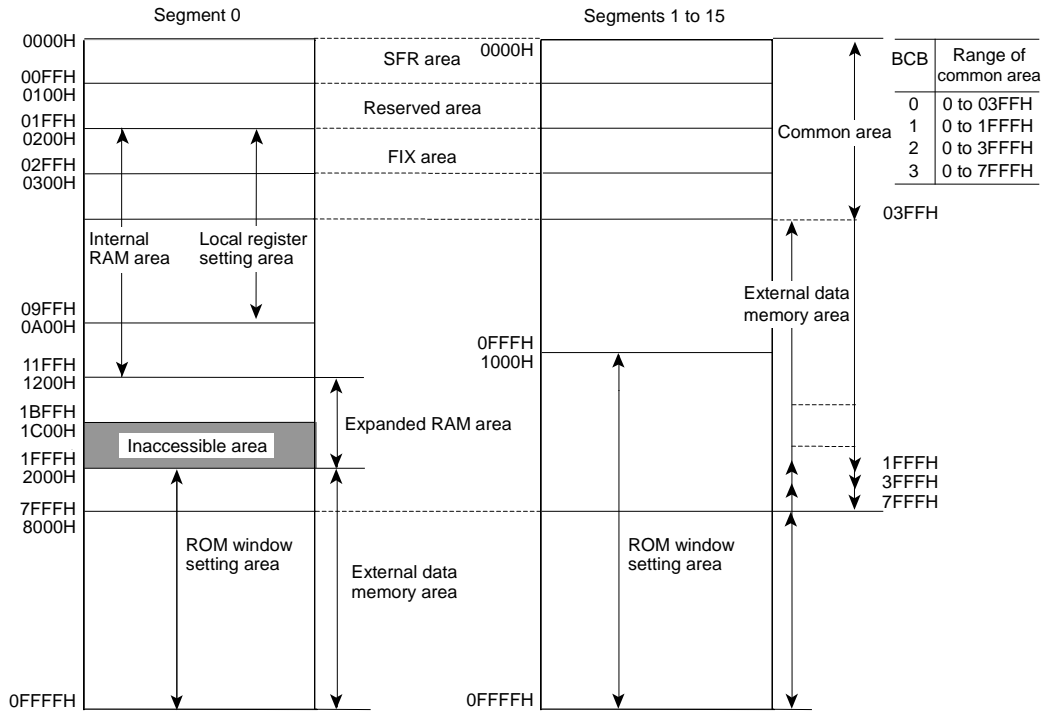 Segment 0
Segments 1 to 15
0000H
SFR area
0000H
BCB
Range of
common area
00FFH
0100H
Reserved area
0
0 to 03FFH
01FFH
0200H
Common area
1
0 to 1FFFH
2
0 to 3FFFH
02FFH
0300H
FIX area
3
0 to 7FFFH
03FFH
Internal
RAM area
Local register
setting area
External data
memory area
09FFH
0A00H
0FFFH
1000H
11FFH
1200H
Expanded RAM area
1BFFH
1C00H
Inaccessible area
1FFFH
2000H
1FFFH
3FFFH
7FFFH
7FFFH
8000H
ROM window
setting area
External data
memory area
ROM window
setting area
0FFFFH
0FFFFH